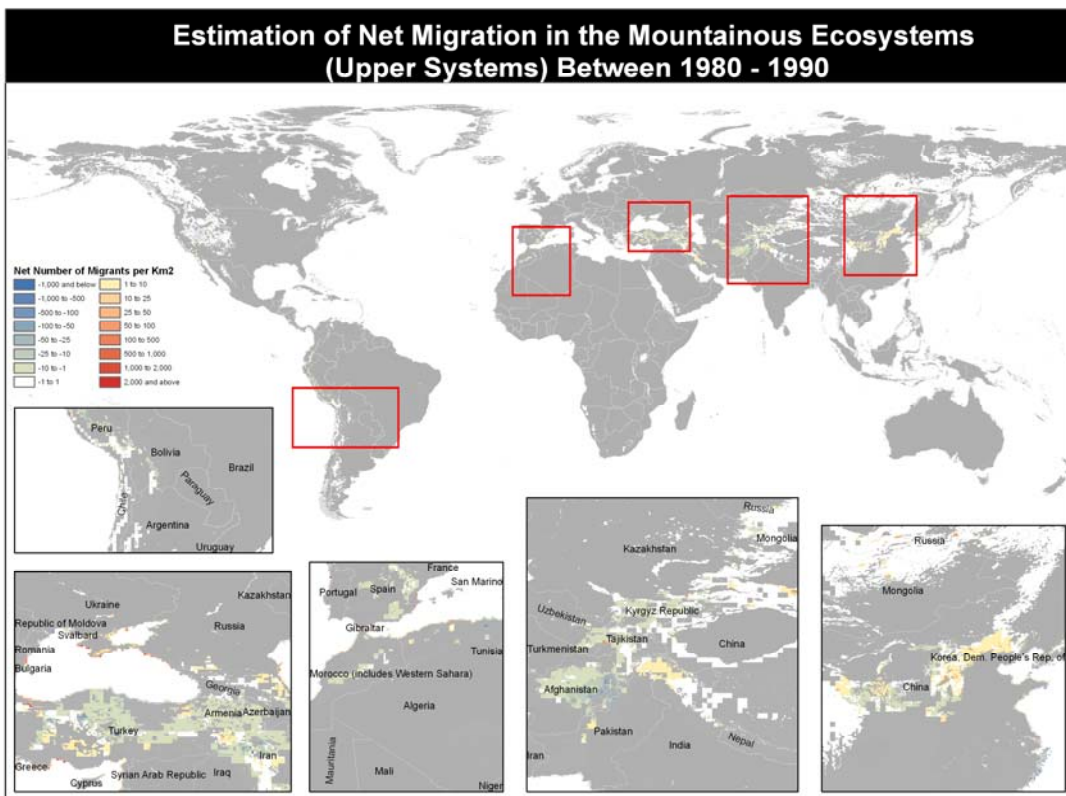 Estimation of Net Migration in the Mountainous Ecosystems
(Upper Systems) Between 1980 - 1990
Net Number of Migrants per Km2
-1,000 and below
-1,000 to -500
-500 to -100
-100 to -50
-50 to -25
-25 to -10
-10 to -1
-1 to 1
1 to 10
10 to 25
25 to 50
50 to 100
100 to 500
500 to 1,000
1,000 to 2,000
2,000 and above
Peru
Bolivia
Brazil
Paraguay
Chile
Argentina
Uruguay
Kazakhstan
Ukraine
Republic of Moldova
Russia
Svalbard
Romania
Bulgaria
Georgia
Armenia
Azerbaijan
Turkey
Iran
Greece
Syrian Arab Republic
Iraq
Cyprus
France
Portugal
Spain
San Marino
Gibraltar
Tunisia
Morocco (includes Western Sahara)
Algeria
Mauritania
Mali
Niger
Russia
Mongolia
Kazakhstan
Uzbekistan
Kyrgyz Republic
Turkmenistan
Tajikistan
China
Afghanistan
Pakistan
Iran
India
Nepal
Russia
Mongolia
Korea, Dem. People's Rep. of
China